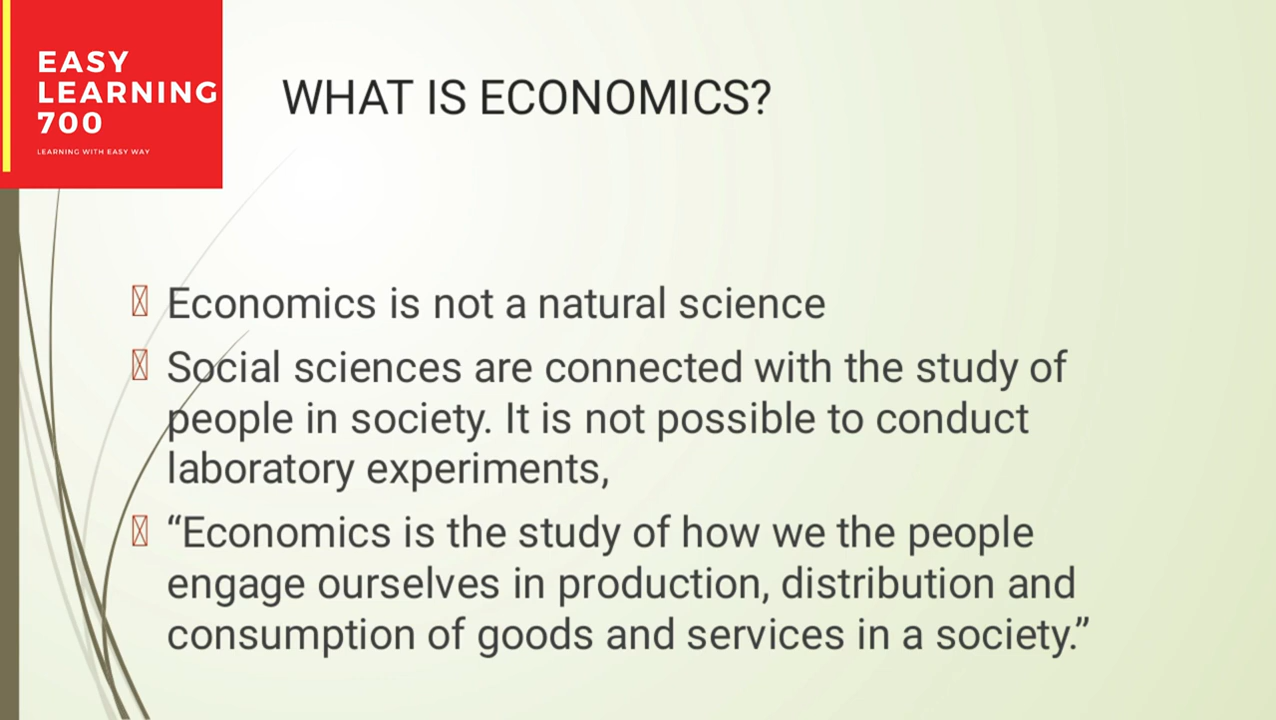 EASY
LEARNING
700
LEARNING WITH EASY WAY
WHAT IS ECONOMICS?
Economics is not a natural science
Social sciences are connected with the study of
people in society. It is not possible to conduct
laboratory experiments,
“Economics is the study of how we the people
engage ourselves in production, distribution and
consumption of goods and services in a society.”